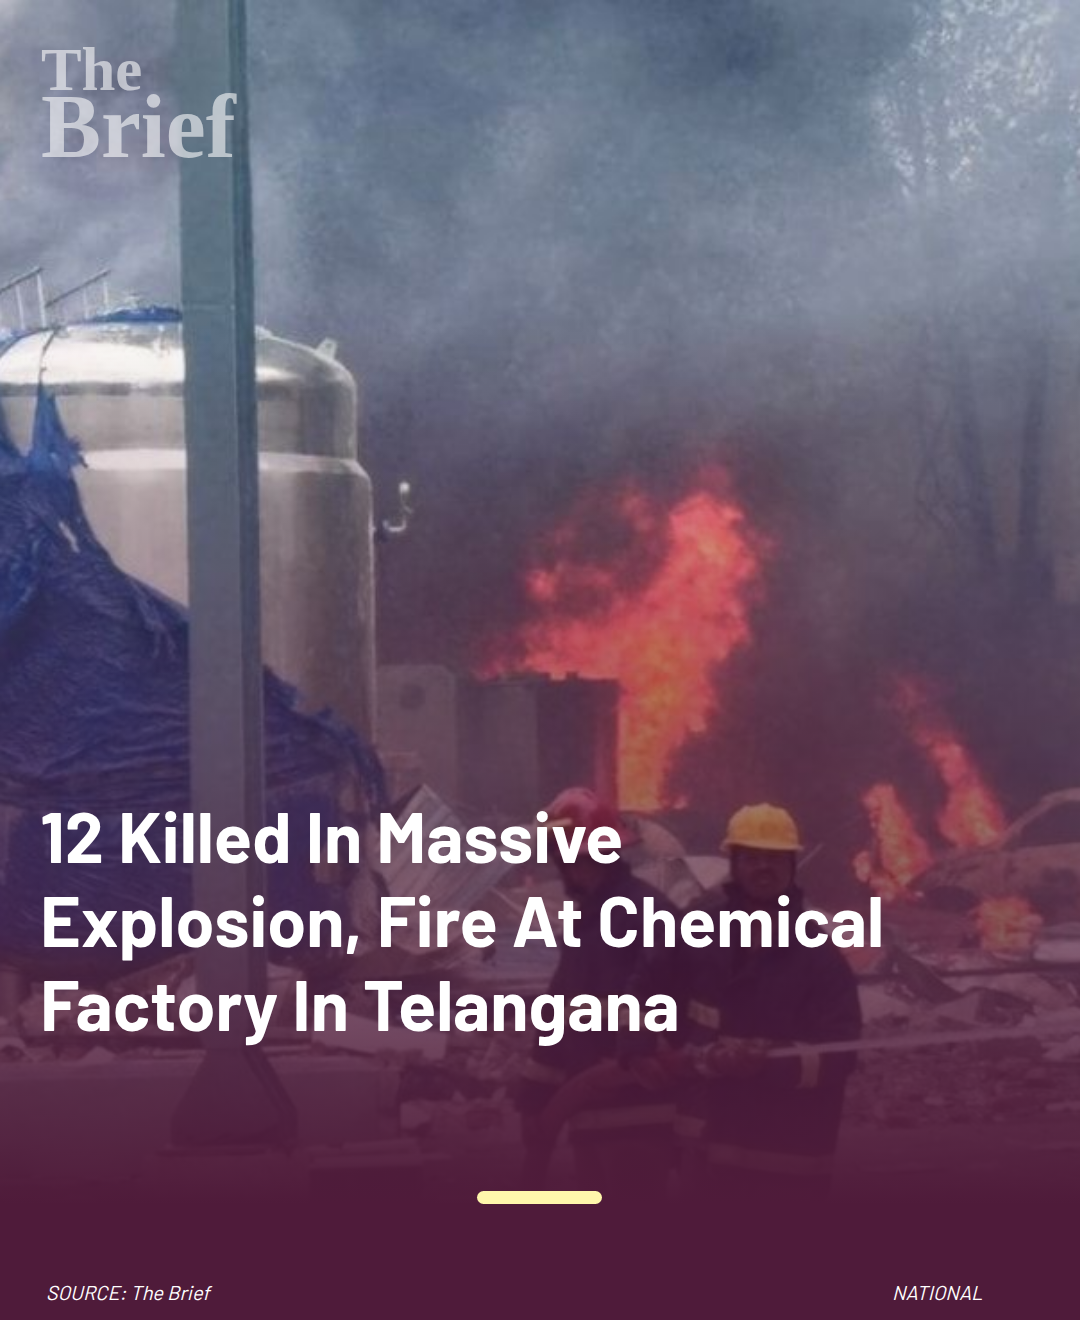 The
Brief
12 Killed In Massive
Explosion, Fire At Chemical
Factory In Telangana
SOURCE: The Brief
NATIONAL